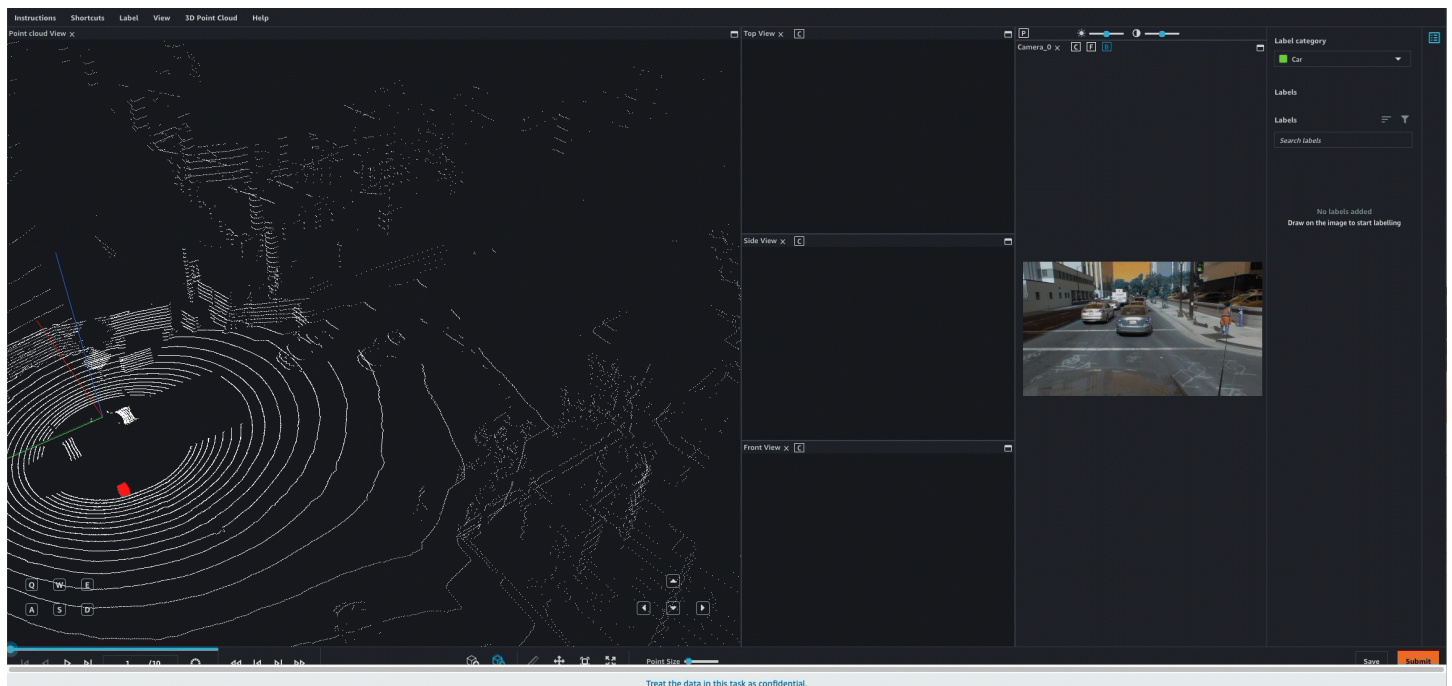 Instructions Shortcuts Label View 3D Point Cloud Help
Point cloud View x
Top View x C
P
Camera_0 x C F B
Label category
Car
Labels
Labels
Search labels
No labels added
Draw on the image to start labelling
Side View x C
Front View x C
Q W E
A S D
1 /10
Point Size
Save Submit
Treat the data in this task as confidential.